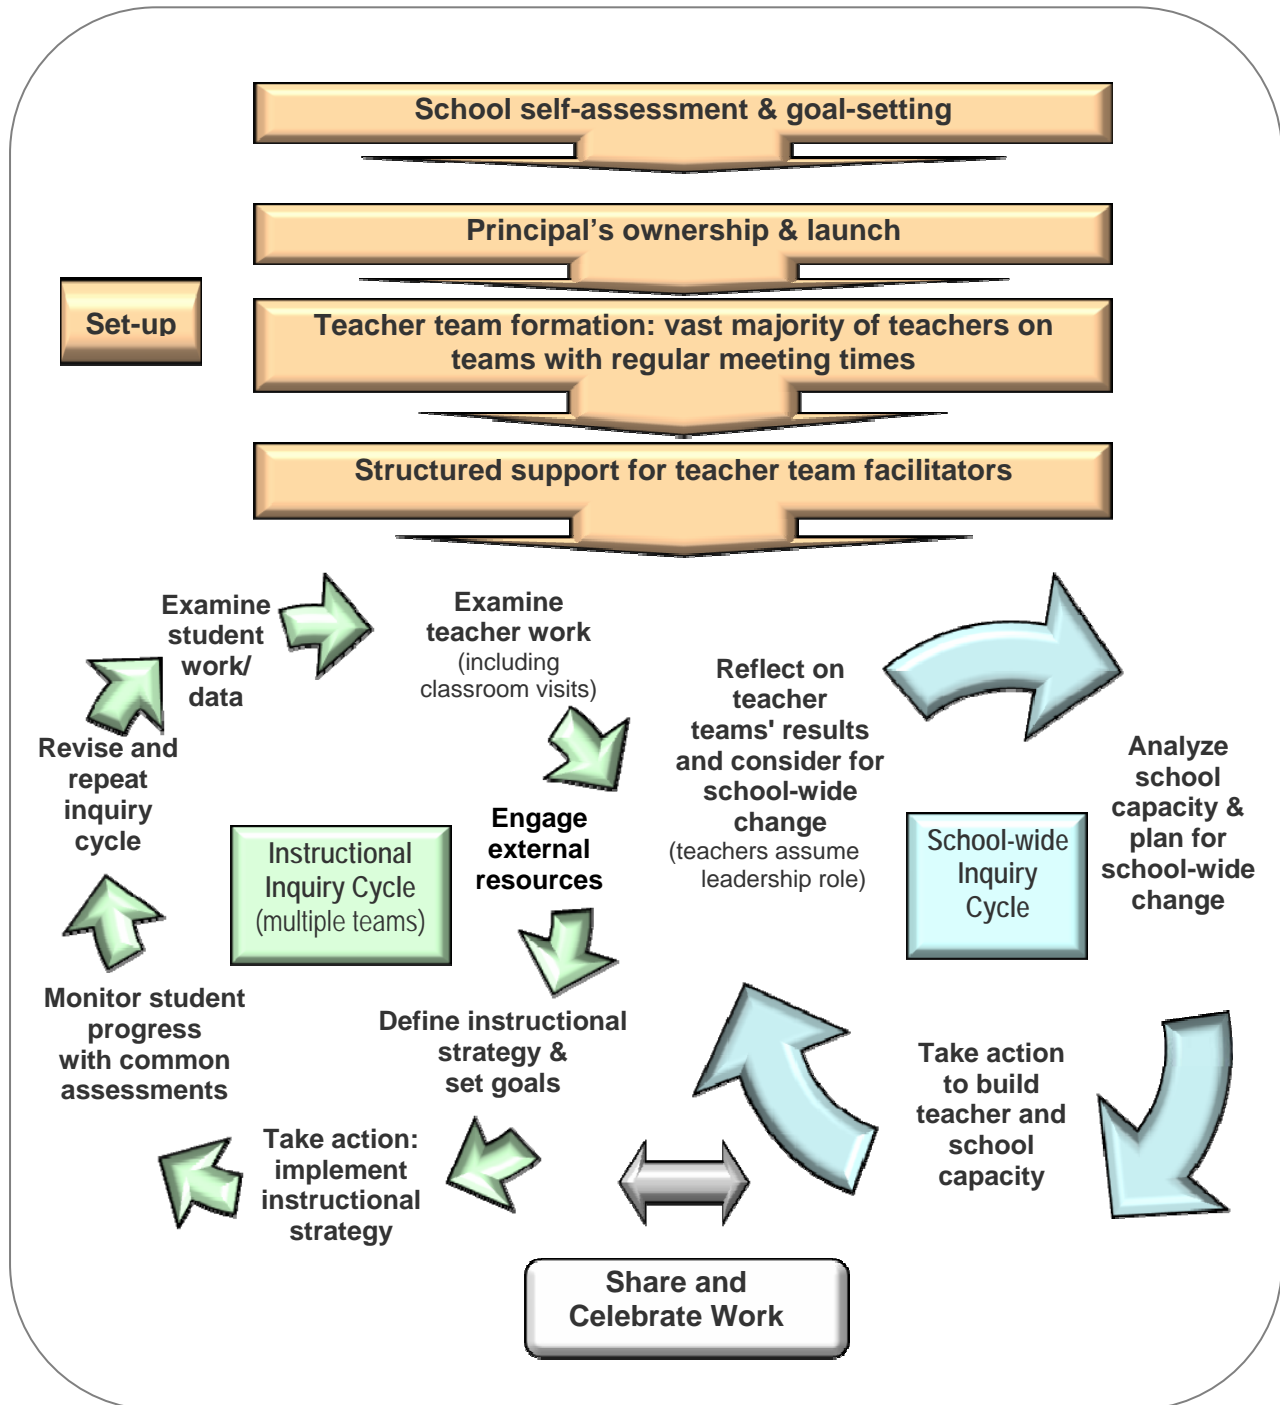 School self-assessment & goal-setting
Principal’s ownership & launch
Set-up
Teacher team formation: vast majority of teachers on
teams with regular meeting times
Structured support for teacher team facilitators
Examine
student
work/
data
Examine
teacher work
(including
classroom visits)
Engage
external
resources
Define instructional
strategy &
set goals
Take action:
implement
instructional
strategy
Monitor student
progress
with common
assessments
Revise and
repeat
inquiry
cycle
Instructional
Inquiry Cycle
(multiple teams)
Reflect on
teacher
teams' results
and consider for
school-wide
change
(teachers assume
leadership role)
Analyze
school
capacity &
plan for
school-wide
change
School-wide
Inquiry
Cycle
Take action
to build
teacher and
school
capacity
Share and
Celebrate Work